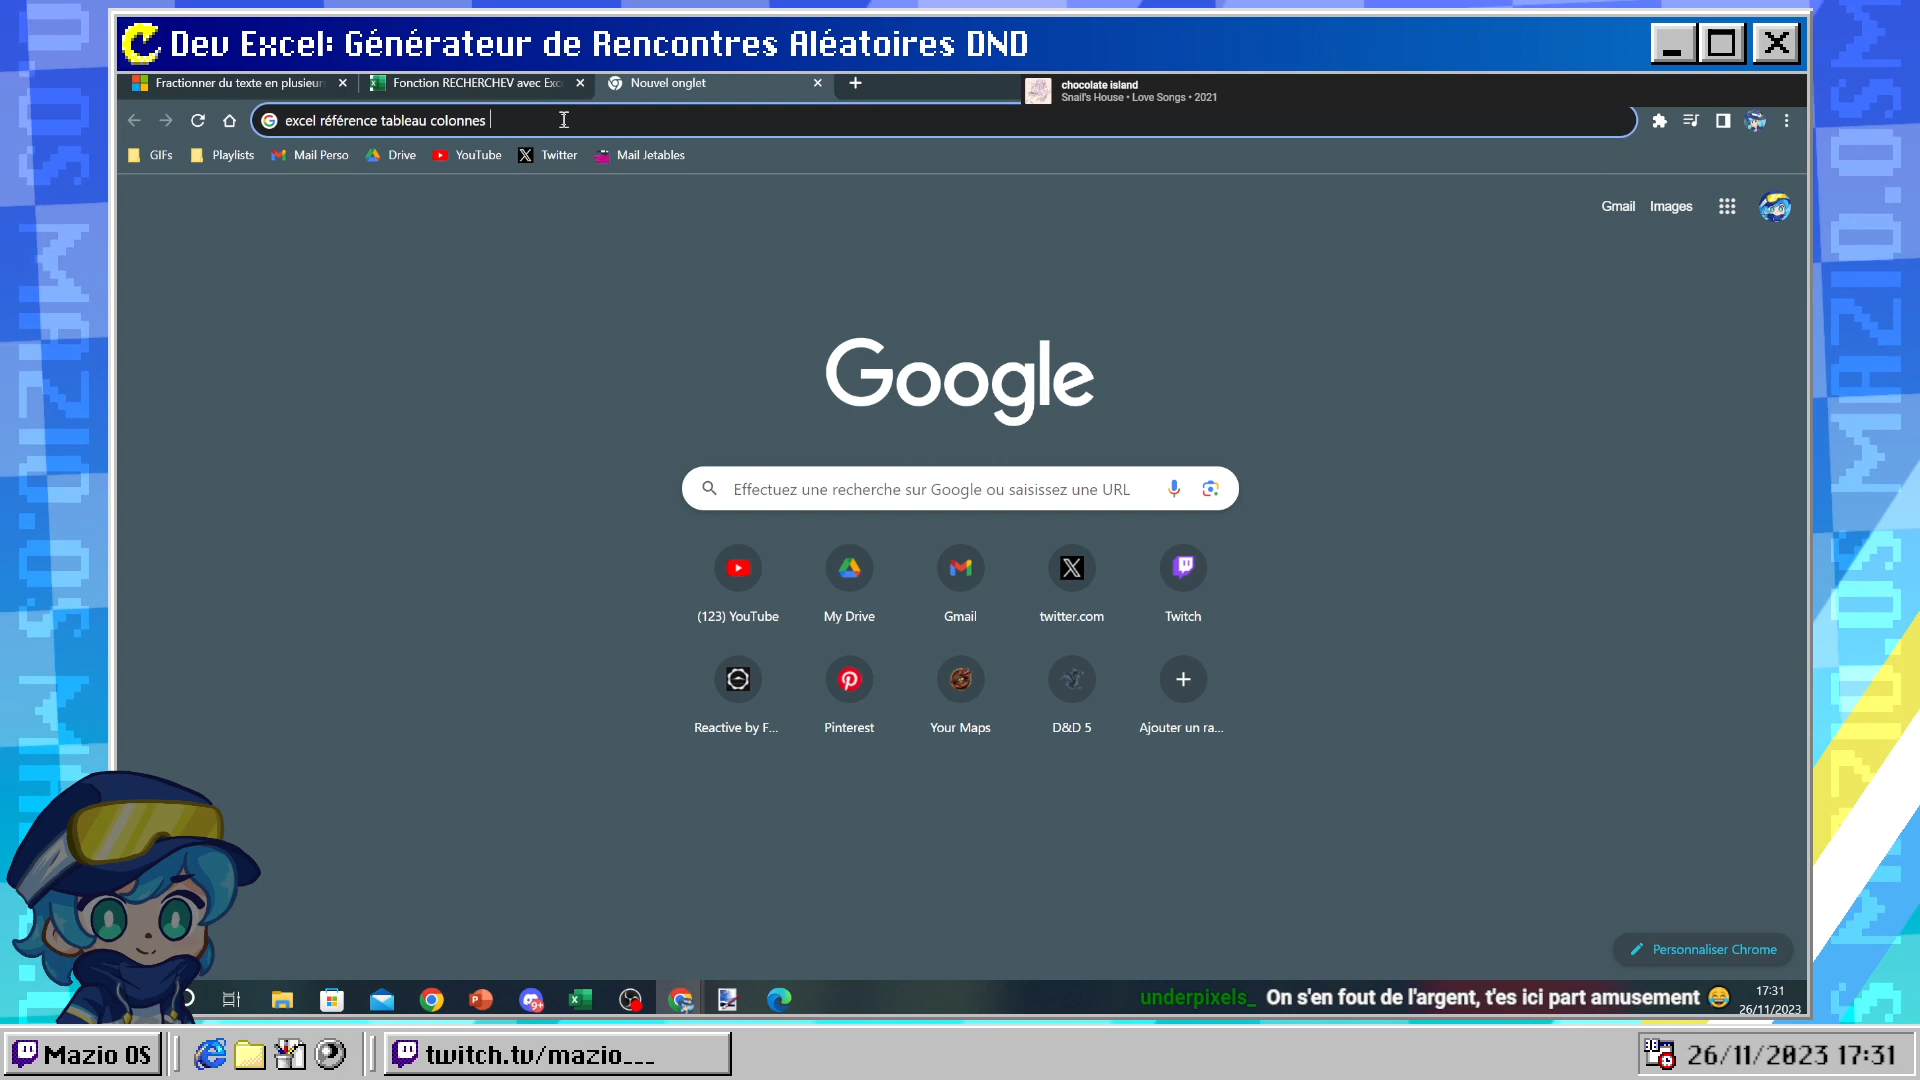 Dev Excel: Générateur de Rencontres Aléatoires DND
Fractionner du texte en plusieurs
Fonction RECHERCHEV avec Exc
Nouvel onglet
chocolate island
Snail's House • Love Songs • 2021
excel référence tableau colonnes
GIFs
Playlists
Mail Perso
Drive
YouTube
Twitter
Mail Jetables
Gmail
Images
Google
Effectuez une recherche sur Google ou saisissez une URL
(123) YouTube
My Drive
Gmail
twitter.com
Twitch
Reactive by F...
Pinterest
Your Maps
D&D 5
Ajouter un ra...
Personnaliser Chrome
underpixels_ On s'en fout de l'argent, t'es ici part amusement 😂
17:31
26/11/2023
Mazio OS
twitch.tv/mazio___
26/11/2023 17:31